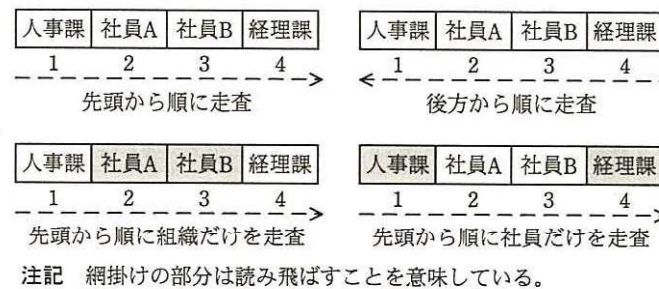 人事課 社員A 社員B 経理課
1 2 3 4
先頭から順に走査
人事課 社員A 社員B 経理課
1 2 3 4
後方から順に走査
人事課 社員A 社員B 経理課
1 2 3 4
先頭から順に組織だけを走査
人事課 社員A 社員B 経理課
1 2 3 4
先頭から順に社員だけを走査
注記 網掛けの部分は読み飛ばすことを意味している。